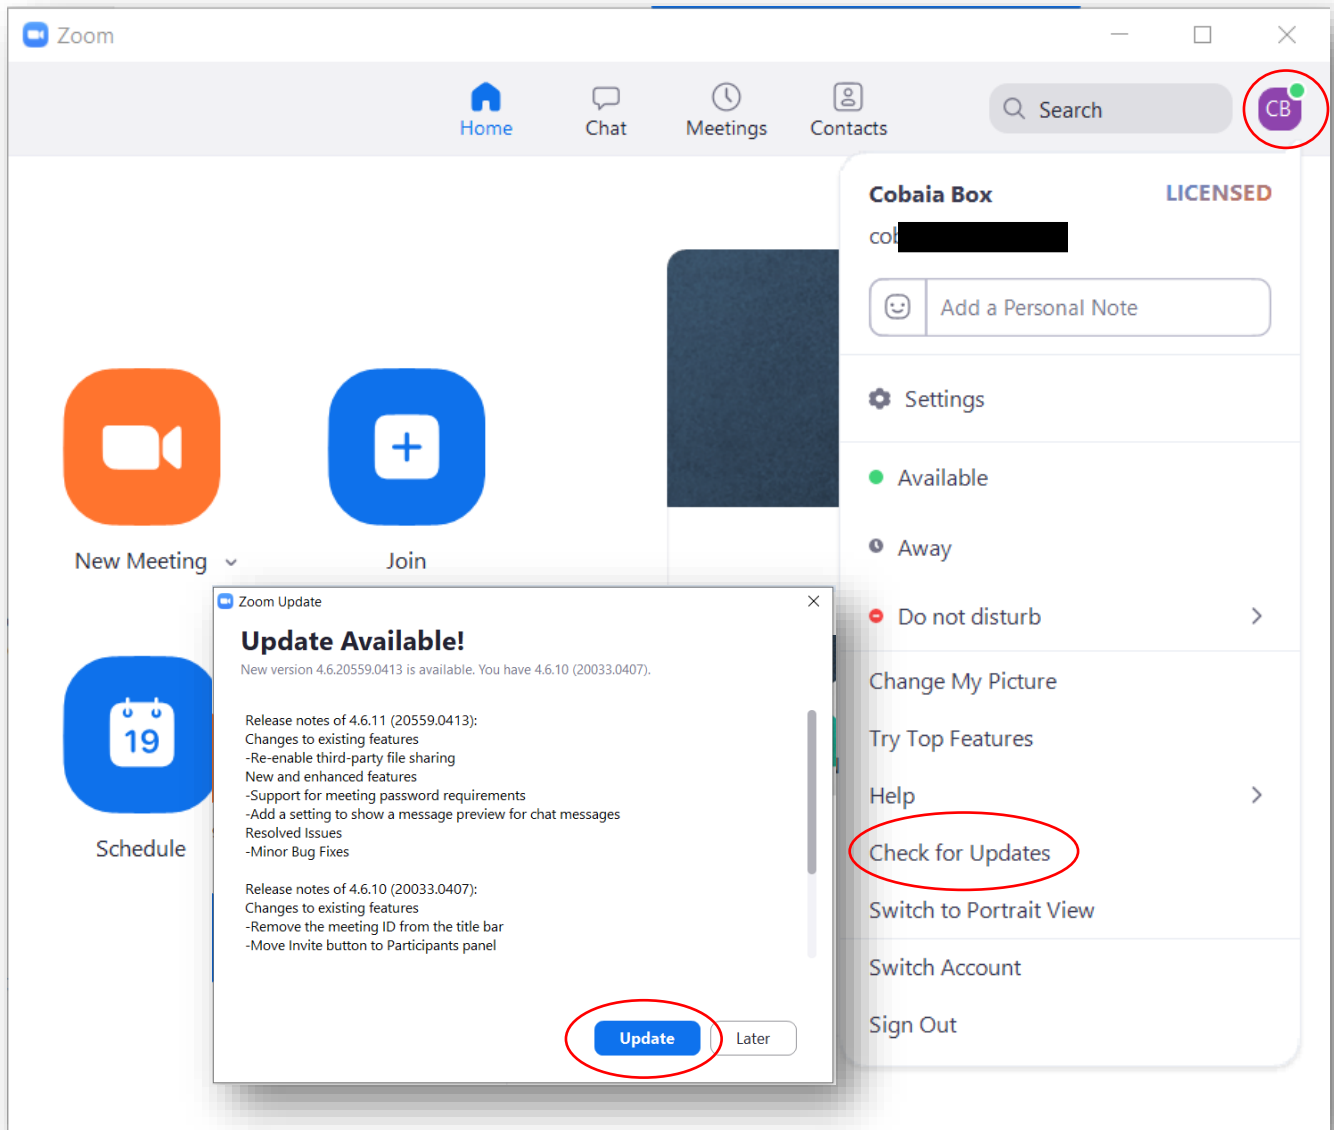 Zoom
Home
Chat
Meetings
Contacts
Search
CB
Cobaia Box
LICENSED
Add a Personal Note
Settings
Available
Away
Do not disturb
Change My Picture
Try Top Features
Help
Check for Updates
Switch to Portrait View
Switch Account
Sign Out
New Meeting
Join
19
Schedule
Zoom Update
Update Available!
New version 4.6.20559.0413 is available. You have 4.6.10 (20033.0407).
Release notes of 4.6.11 (20559.0413):
Changes to existing features
-Re-enable third-party file sharing
New and enhanced features
-Support for meeting password requirements
-Add a setting to show a message preview for chat messages
Resolved Issues
-Minor Bug Fixes
Release notes of 4.6.10 (20033.0407):
Changes to existing features
-Remove the meeting ID from the title bar
-Move Invite button to Participants panel
Update
Later